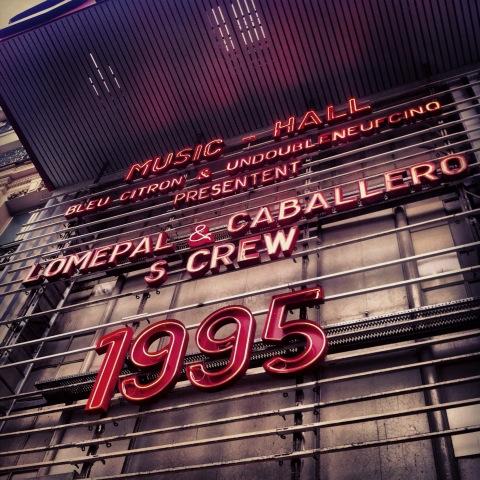 MUSIC - HALL
BLEU CITRON & UNDOUBLENEUFCINQ
PRESENTENT
LOMEPAL & CABALLERO
S CREW
1995